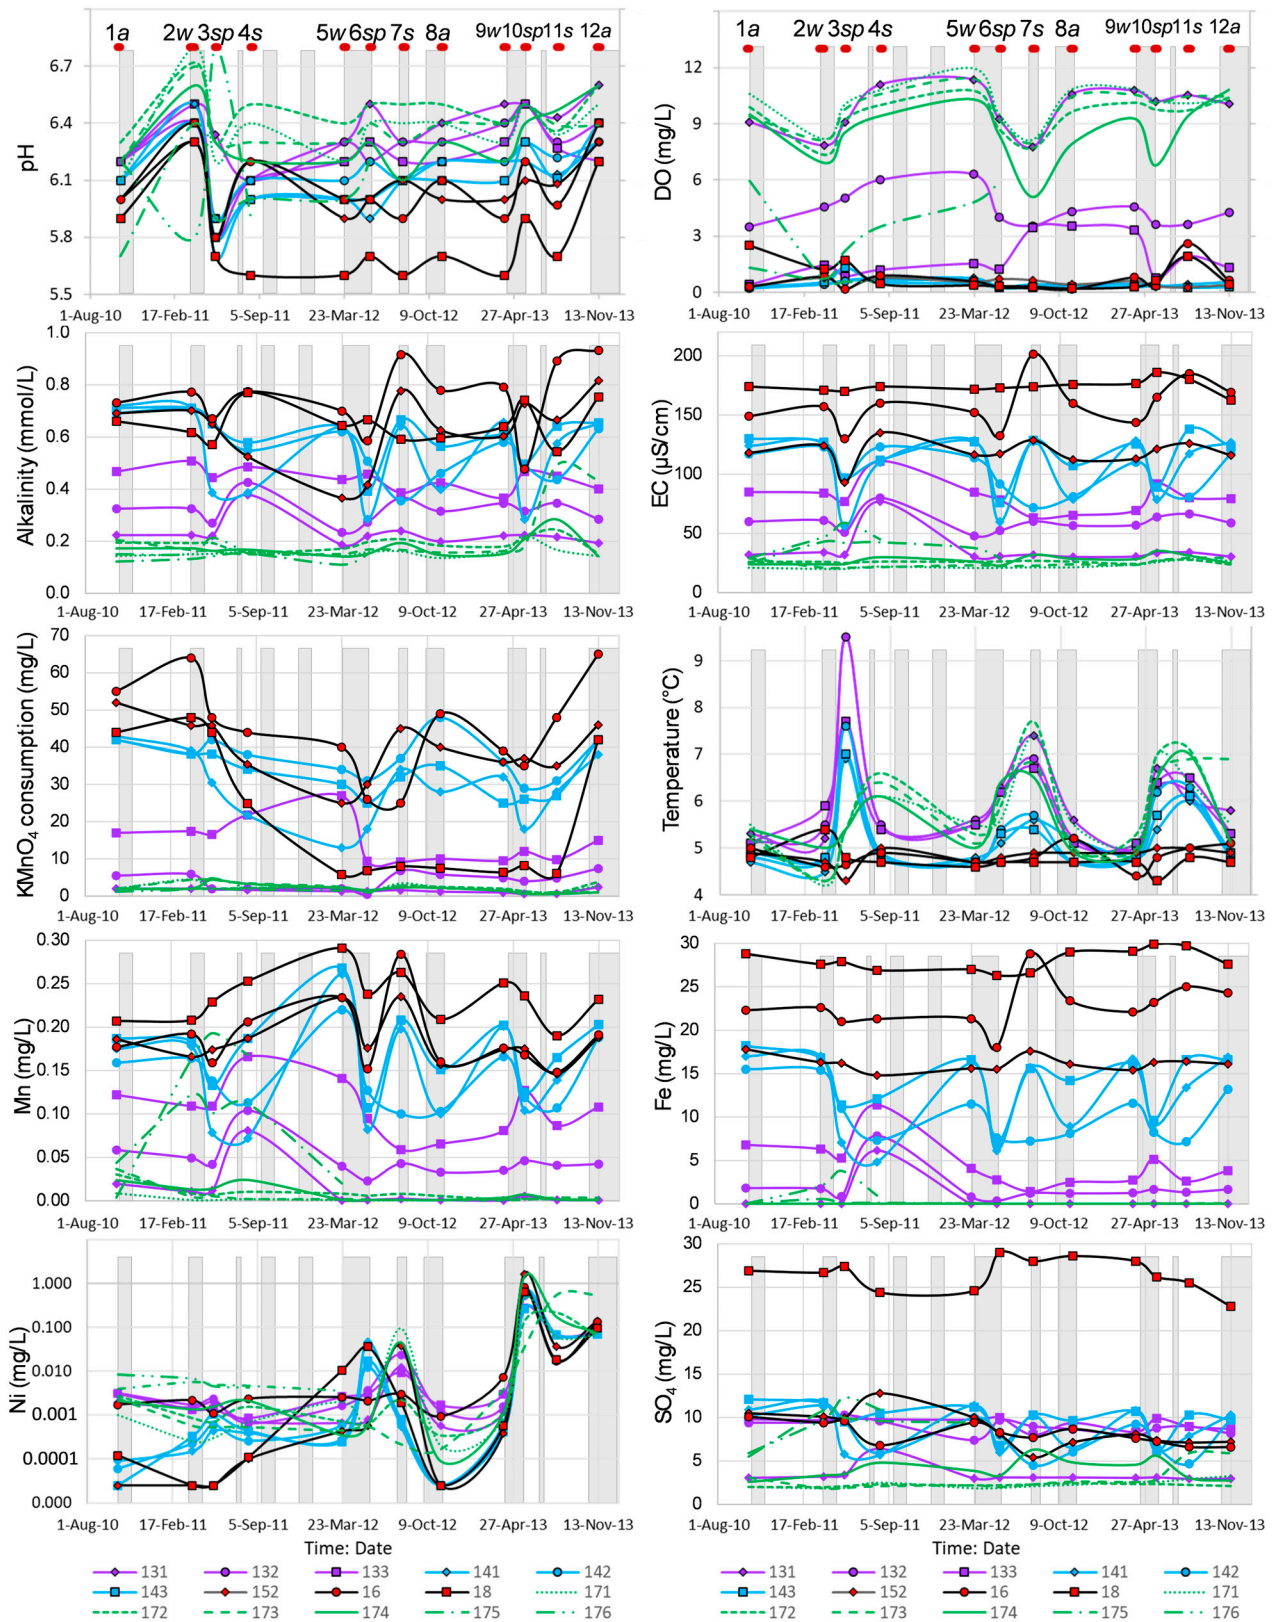 1a 2w 3sp 4s 5w 6sp 7s 8a 9w 10sp 11s 12a
pH
6.7
6.4
6.1
5.8
5.5
1-Aug-10 17-Feb-11 5-Sep-11 23-Mar-12 9-Oct-12 27-Apr-13 13-Nov-13
1a 2w 3sp 4s 5w 6sp 7s 8a 9w 10sp 11s 12a
DO (mg/L)
12
9
6
3
0
1-Aug-10 17-Feb-11 5-Sep-11 23-Mar-12 9-Oct-12 27-Apr-13 13-Nov-13
Alkalinity (mmol/L)
1.0
0.8
0.6
0.4
0.2
0.0
1-Aug-10 17-Feb-11 5-Sep-11 23-Mar-12 9-Oct-12 27-Apr-13 13-Nov-13
EC (µS/cm)
200
150
100
50
0
1-Aug-10 17-Feb-11 5-Sep-11 23-Mar-12 9-Oct-12 27-Apr-13 13-Nov-13
KMnO4 consumption (mg/L)
70
60
50
40
30
20
10
0
1-Aug-10 17-Feb-11 5-Sep-11 23-Mar-12 9-Oct-12 27-Apr-13 13-Nov-13
Temperature (°C)
9
8
7
6
5
4
1-Aug-10 17-Feb-11 5-Sep-11 23-Mar-12 9-Oct-12 27-Apr-13 13-Nov-13
Mn (mg/L)
0.30
0.25
0.20
0.15
0.10
0.05
0.00
1-Aug-10 17-Feb-11 5-Sep-11 23-Mar-12 9-Oct-12 27-Apr-13 13-Nov-13
Fe (mg/L)
30
25
20
15
10
5
0
1-Aug-10 17-Feb-11 5-Sep-11 23-Mar-12 9-Oct-12 27-Apr-13 13-Nov-13
Ni (mg/L)
1.000
0.100
0.010
0.001
0.0001
0.000
1-Aug-10 17-Feb-11 5-Sep-11 23-Mar-12 9-Oct-12 27-Apr-13 13-Nov-13
Time: Date
SO4 (mg/L)
30
25
20
15
10
5
0
1-Aug-10 17-Feb-11 5-Sep-11 23-Mar-12 9-Oct-12 27-Apr-13 13-Nov-13
Time: Date
131 132 133 141 142
143 152 16 18 171
172 173 174 175 176
131 132 133 141 142
143 152 16 18 171
172 173 174 175 176